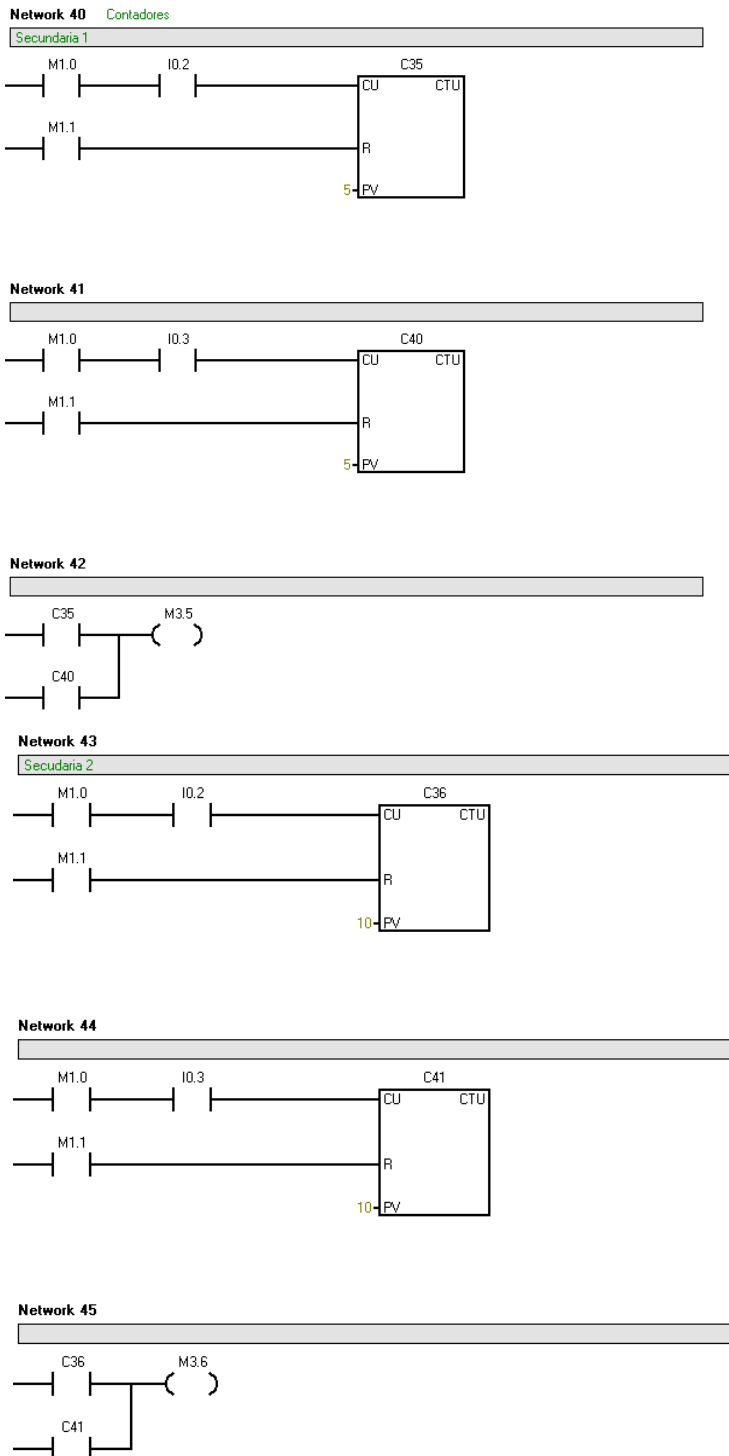 Network 40 Contadores
Secundaria 1
M1.0 I0.2 C35
CU CTU
M1.1
R
5 PV
Network 41
M1.0 I0.3 C40
CU CTU
M1.1
R
5 PV
Network 42
C35 M3.5
C40
Network 43
Secudaria 2
M1.0 I0.2 C36
CU CTU
M1.1
R
10 PV
Network 44
M1.0 I0.3 C41
CU CTU
M1.1
R
10 PV
Network 45
C36 M3.6
C41